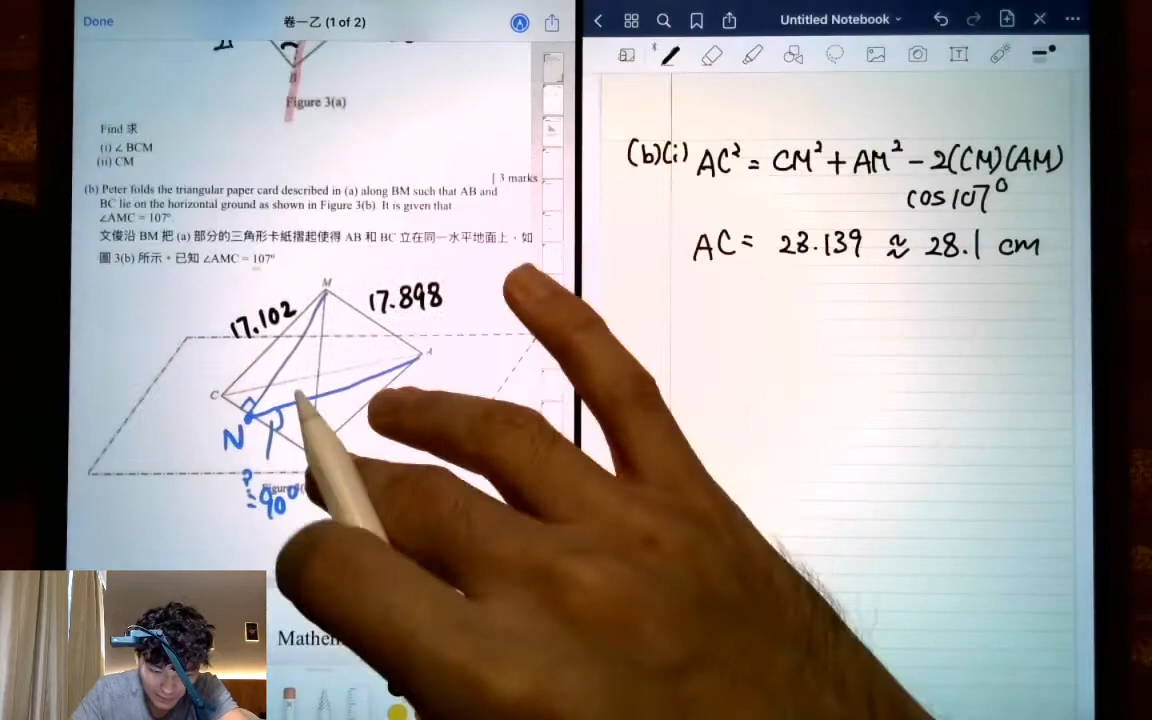 Done
卷一乙 (1 of 2)
Figure 3(a)
Find 求
(i) ∠ BCM
(ii) CM
[ 3 marks
(b) Peter folds the triangular paper card described in (a) along BM such that AB and
BC lie on the horizontal ground as shown in Figure 3(b). It is given that
∠AMC = 107°.
文俊沿 BM 把 (a) 部分的三角形卡紙摺起使得 AB 和 BC 立在同一水平地面上，如
圖 3(b) 所示。已知 ∠AMC = 107°
M
17.102
17.898
A
C
N
?
= 90°
Figure
Mathe
Untitled Notebook
(b)(i) AC² = CM² + AM² - 2(CM)(AM)
cos 107°
AC = 28.139 ≈ 28.1 cm